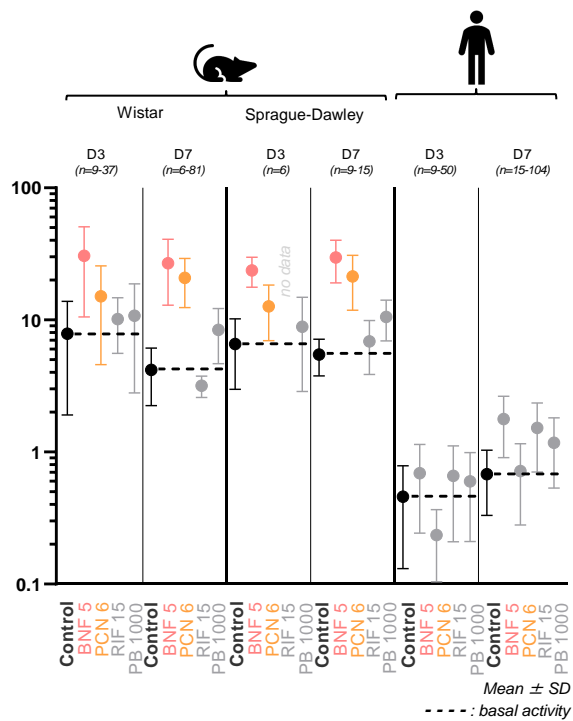 Wistar Sprague-Dawley
D3 D7 D3 D7 D3 D7
(n=9-37) (n=6-81) (n=6) (n=9-15) (n=9-50) (n=15-104)
100
no data
10
1
0.1
Control BNF 5 PCN 6 RIF 15 PB 1000 Control BNF 5 PCN 6 RIF 15 PB 1000 Control BNF 5 PCN 6 RIF 15 PB 1000 Control BNF 5 PCN 6 RIF 15 PB 1000 Control BNF 5 PCN 6 RIF 15 PB 1000 Control BNF 5 PCN 6 RIF 15 PB 1000
Mean ± SD
- - - - : basal activity